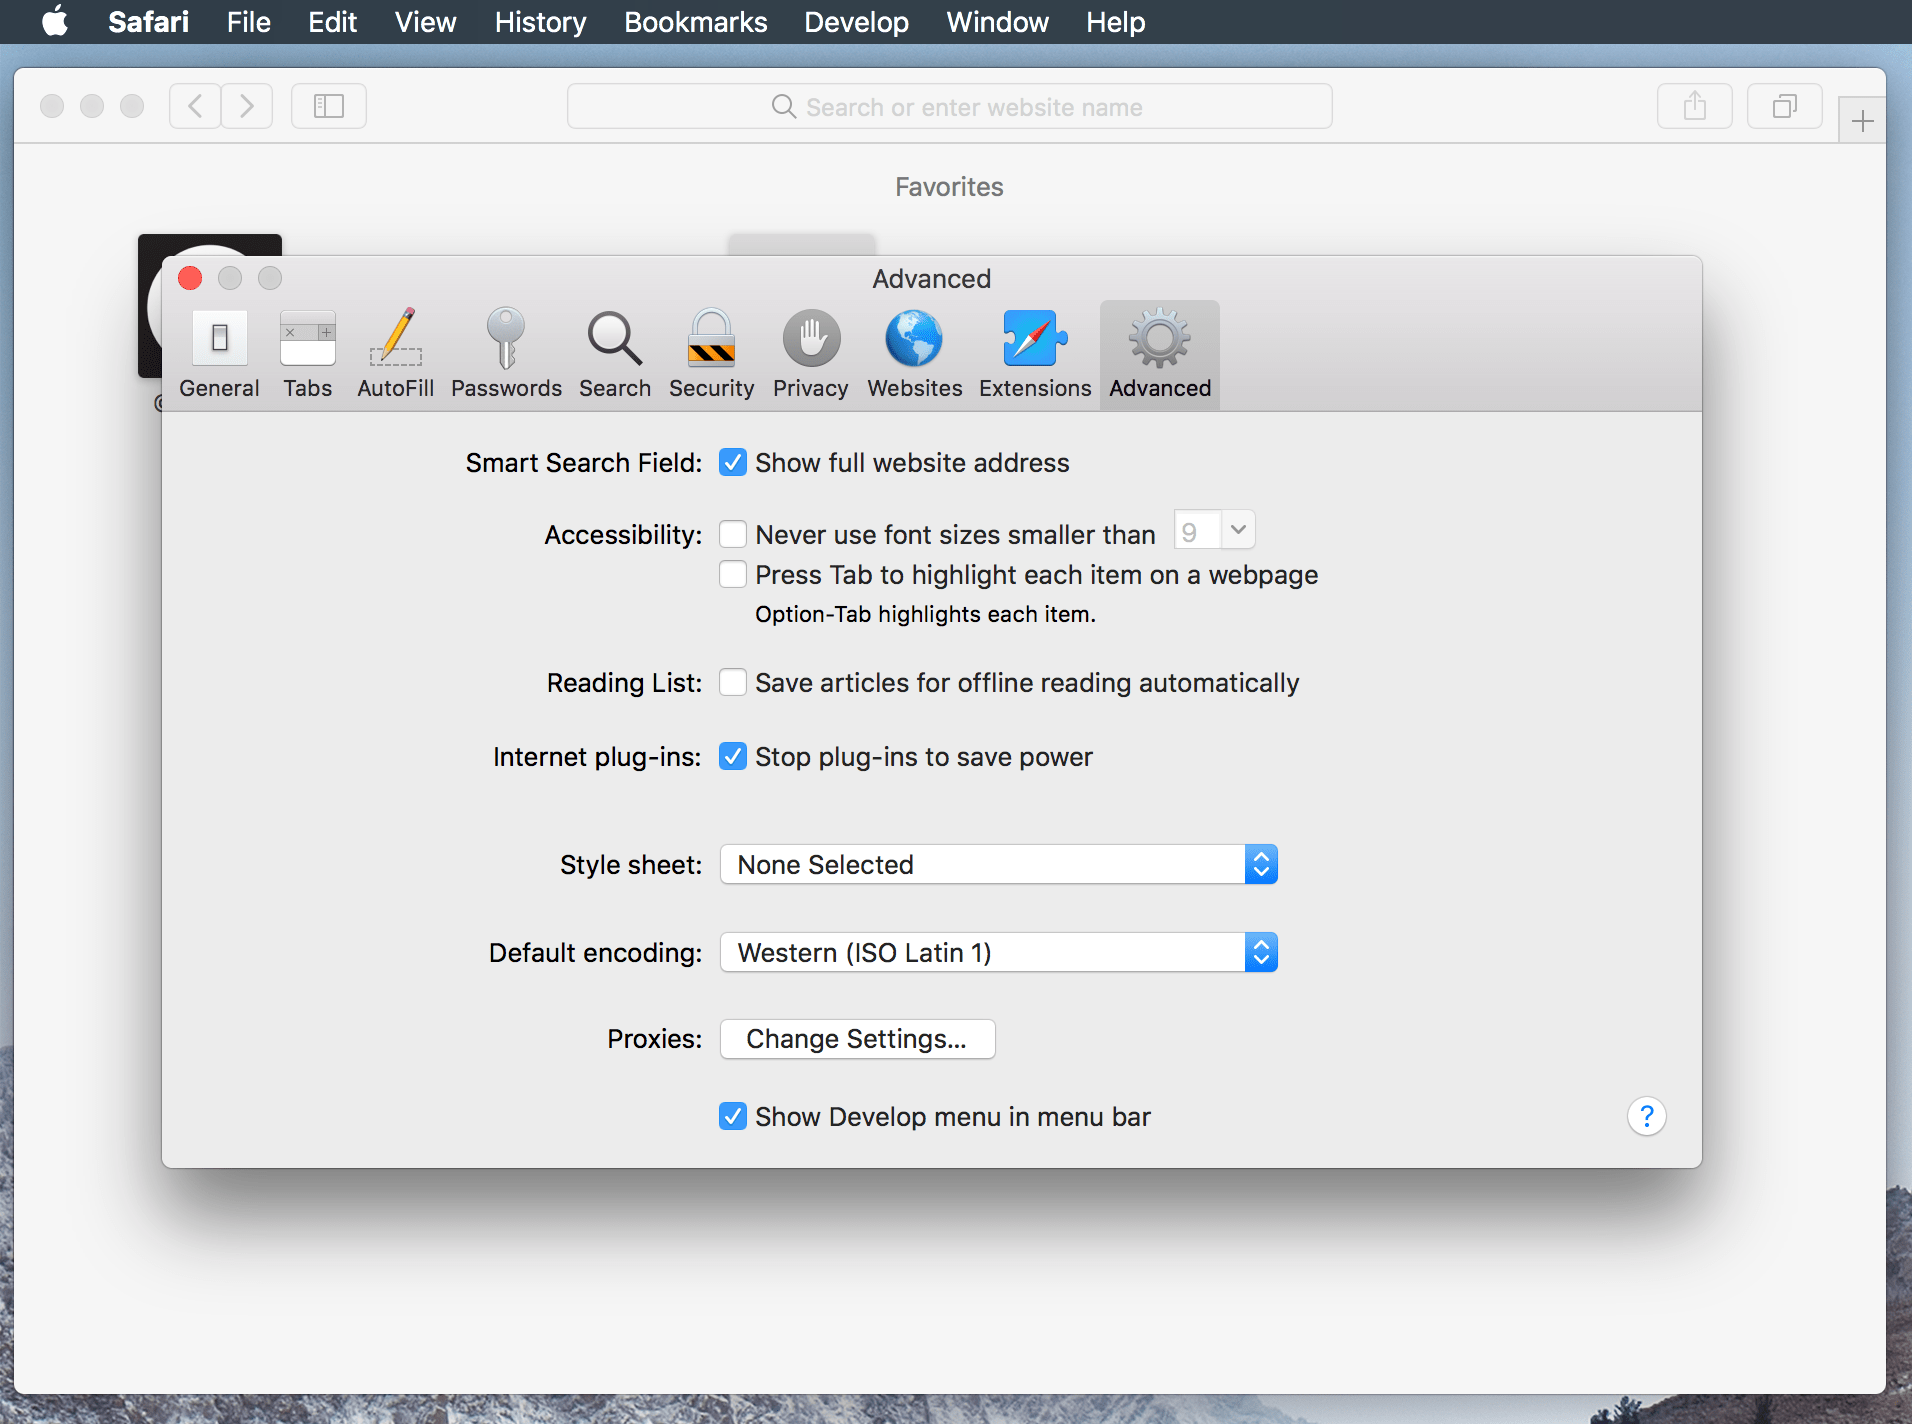 Safari File Edit View History Bookmarks Develop Window Help
Search or enter website name
Favorites
Advanced
General Tabs AutoFill Passwords Search Security Privacy Websites Extensions Advanced
Smart Search Field: Show full website address
Accessibility: Never use font sizes smaller than 9
Press Tab to highlight each item on a webpage
Option-Tab highlights each item.
Reading List: Save articles for offline reading automatically
Internet plug-ins: Stop plug-ins to save power
Style sheet: None Selected
Default encoding: Western (ISO Latin 1)
Proxies: Change Settings...
Show Develop menu in menu bar
?